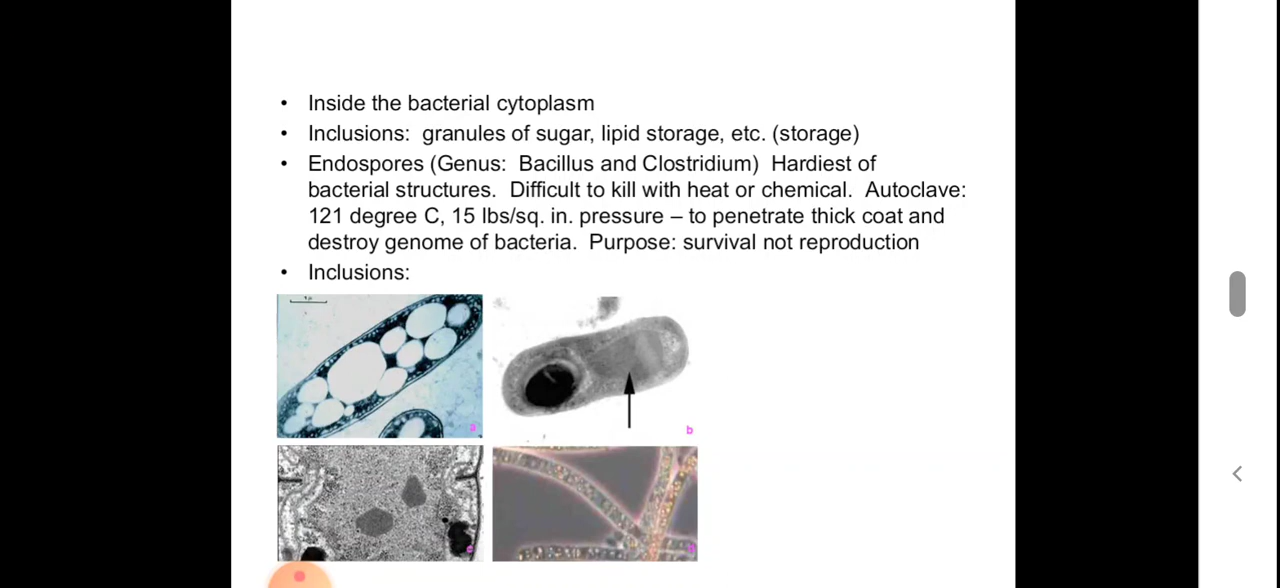 • Inside the bacterial cytoplasm
• Inclusions:  granules of sugar, lipid storage, etc. (storage)
• Endospores (Genus:  Bacillus and Clostridium)  Hardiest of
bacterial structures.  Difficult to kill with heat or chemical.  Autoclave:
121 degree C, 15 lbs/sq. in. pressure – to penetrate thick coat and
destroy genome of bacteria.  Purpose: survival not reproduction
• Inclusions:
a
b
c